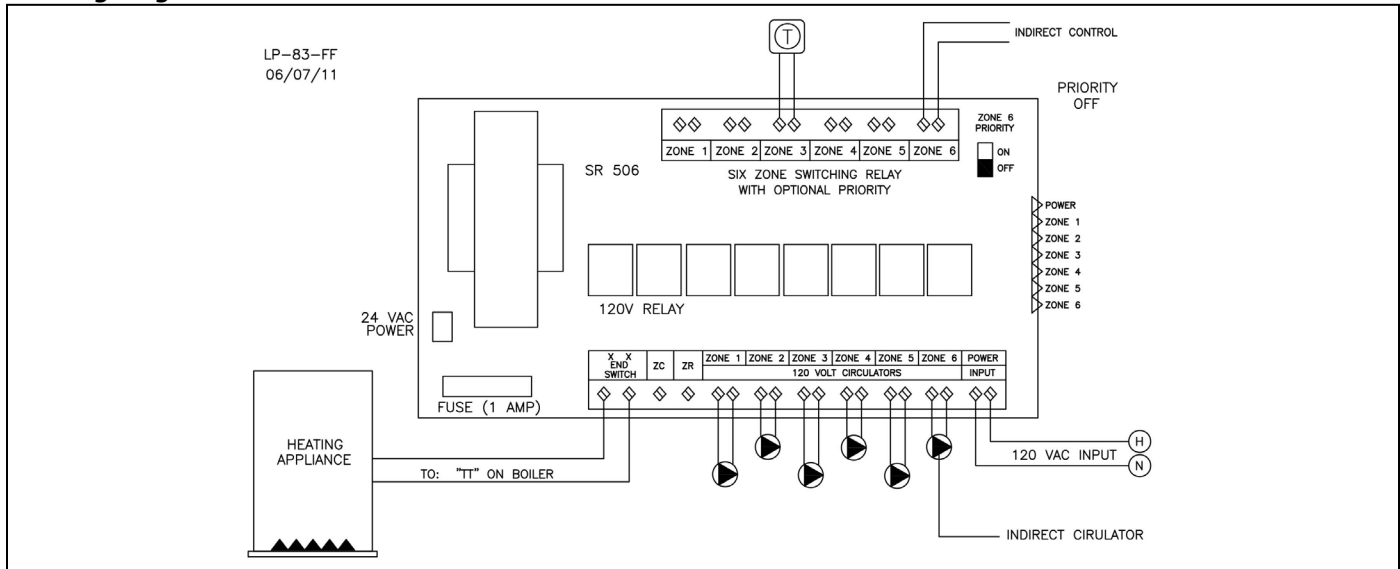 LP-83-FF
06/07/11
T
INDIRECT CONTROL
PRIORITY
OFF
ZONE 1 ZONE 2 ZONE 3 ZONE 4 ZONE 5 ZONE 6
ZONE 6
PRIORITY
ON
OFF
SR 506
SIX ZONE SWITCHING RELAY
WITH OPTIONAL PRIORITY
POWER
ZONE 1
ZONE 2
ZONE 3
ZONE 4
ZONE 5
ZONE 6
120V RELAY
24 VAC
POWER
FUSE (1 AMP)
X X
END
SWITCH
ZC
ZR
ZONE 1 ZONE 2 ZONE 3 ZONE 4 ZONE 5 ZONE 6
120 VOLT CIRCULATORS
POWER
INPUT
HEATING
APPLIANCE
TO: "TT" ON BOILER
120 VAC INPUT
H
N
INDIRECT CIRULATOR